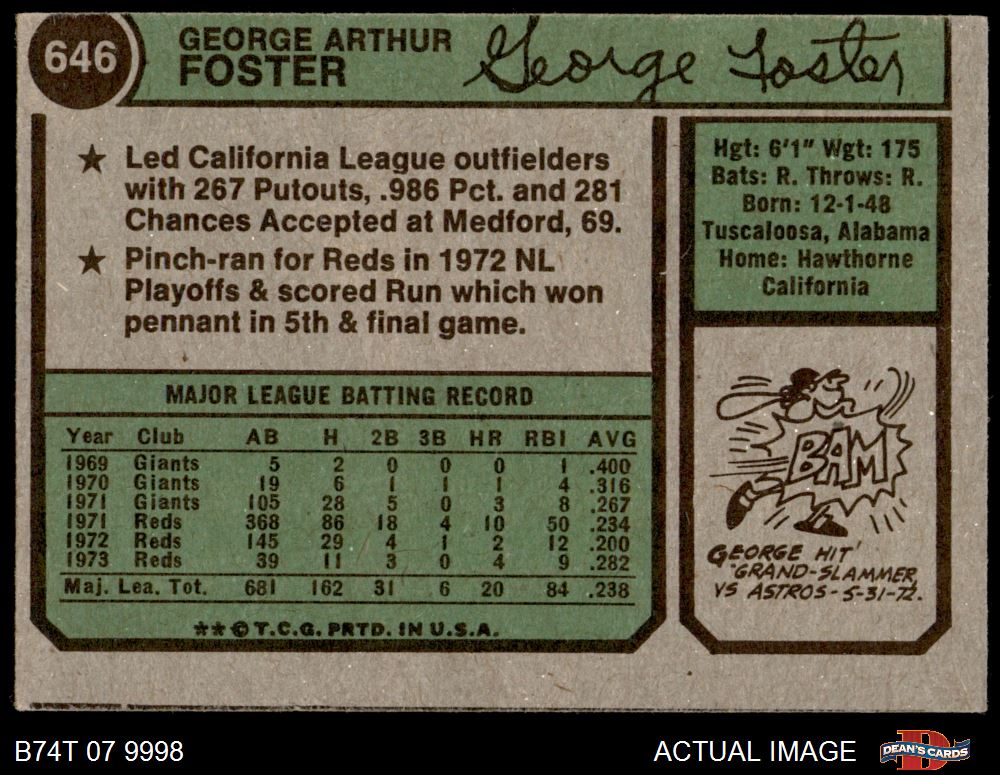 646
GEORGE ARTHUR
FOSTER
George Foster
★ Led California League outfielders
with 267 Putouts, .986 Pct. and 281
Chances Accepted at Medford, 69.
★ Pinch-ran for Reds in 1972 NL
Playoffs & scored Run which won
pennant in 5th & final game.
Hgt: 6'1" Wgt: 175
Bats: R. Throws: R.
Born: 12-1-48
Tuscaloosa, Alabama
Home: Hawthorne
California
MAJOR LEAGUE BATTING RECORD
Year Club AB H 2B 3B HR RBI AVG
1969 Giants 5 2 0 0 0 1 .400
1970 Giants 19 6 1 1 1 4 .316
1971 Giants 105 28 5 0 3 8 .267
1971 Reds 368 86 18 4 10 50 .234
1972 Reds 145 29 4 1 2 12 .200
1973 Reds 39 11 3 0 4 9 .282
Maj. Lea. Tot. 681 162 31 6 20 84 .238
**© T.C.G. PRTD. IN U.S.A.
BAM
GEORGE HIT
GRAND-SLAMMER
VS ASTROS-5-31-72.
B74T 07 9998
ACTUAL IMAGE
DEAN'S CARDS